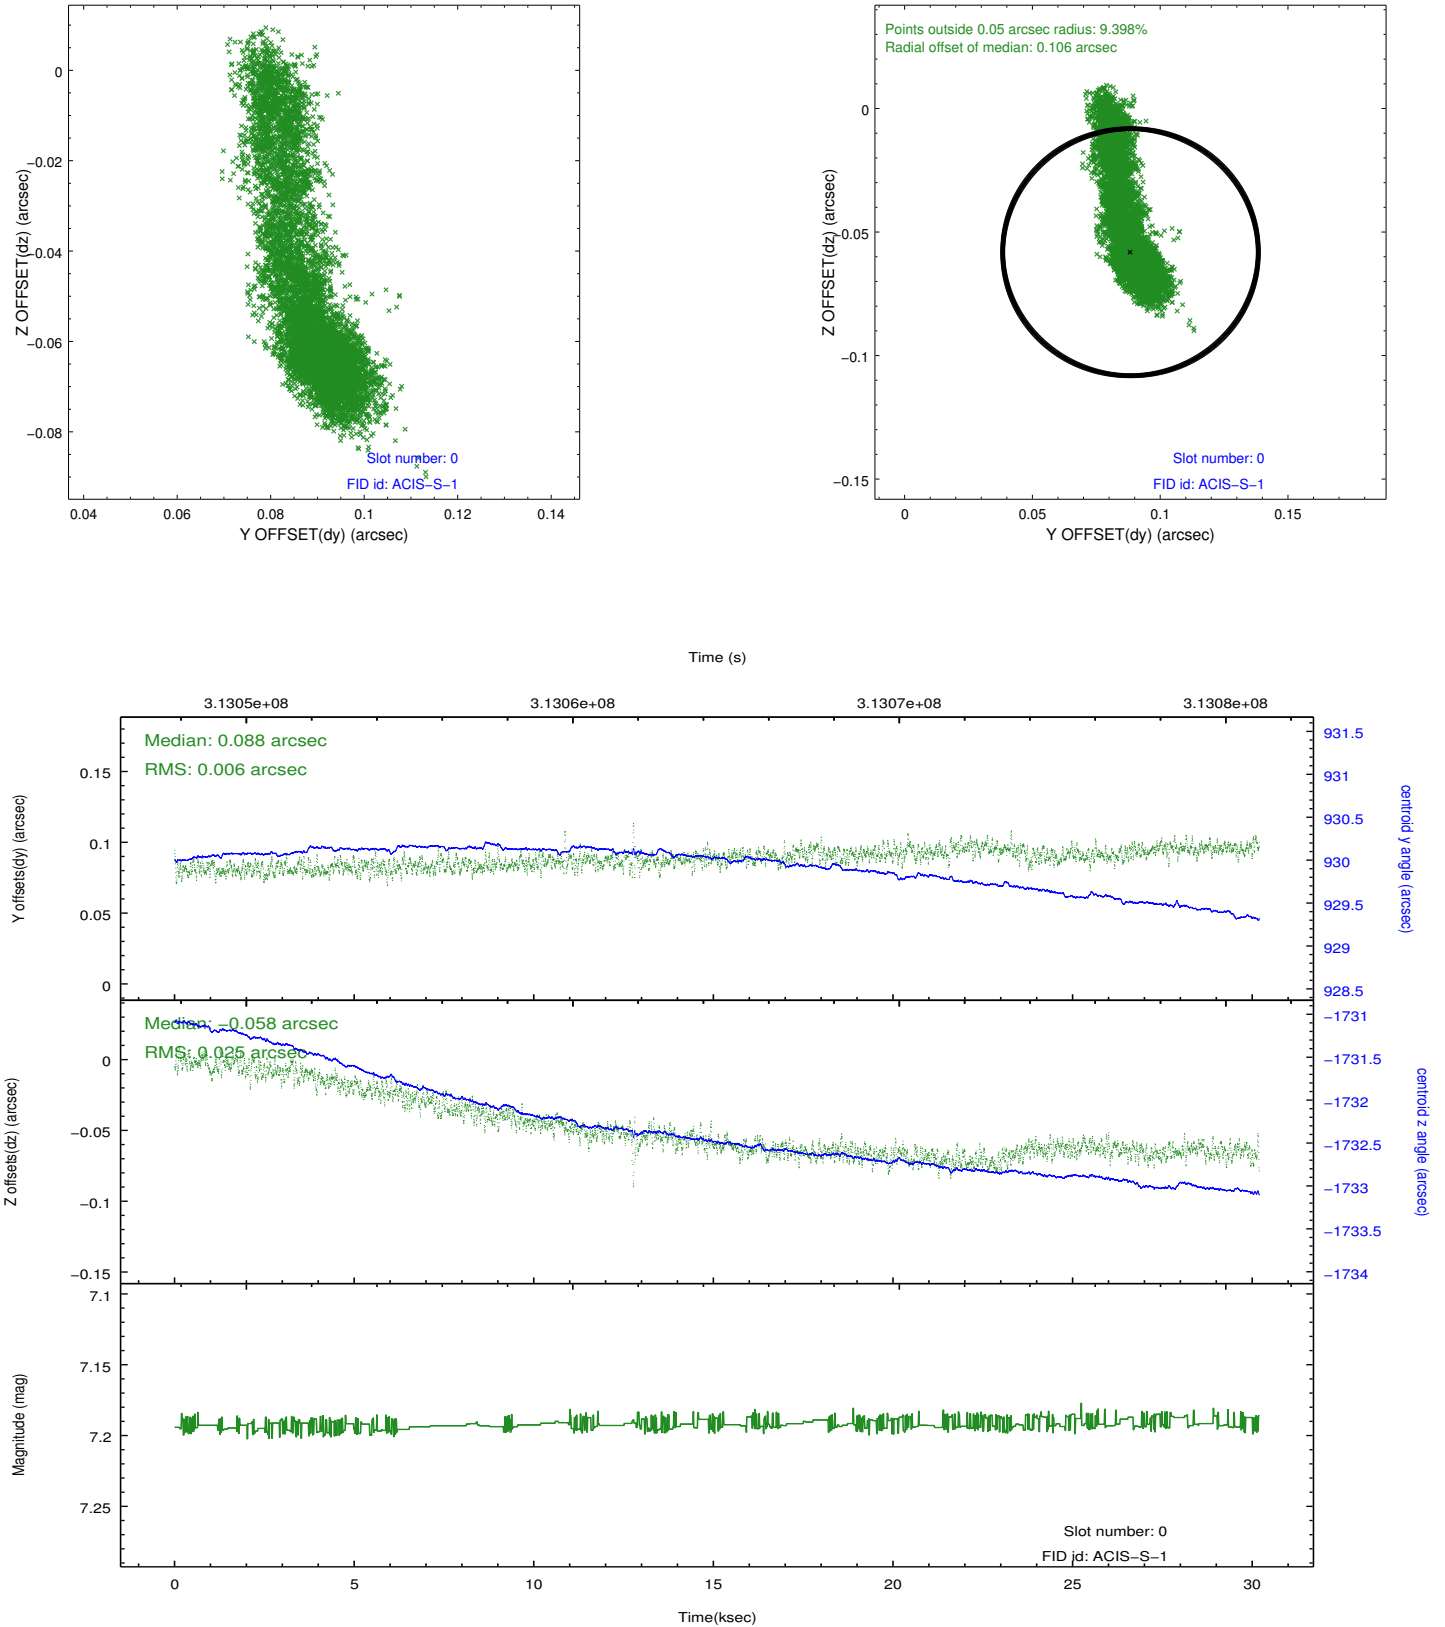 0
−0.02
−0.04
−0.06
−0.08
Z OFFSET(dz) (arcsec)
Slot number: 0
FID id: ACIS−S−1
0.04 0.06 0.08 0.1 0.12 0.14
Y OFFSET(dy) (arcsec)
Points outside 0.05 arcsec radius: 9.398%
Radial offset of median: 0.106 arcsec
0
−0.05
−0.1
−0.15
Z OFFSET(dz) (arcsec)
Slot number: 0
FID id: ACIS−S−1
0 0.05 0.1 0.15
Y OFFSET(dy) (arcsec)
Time (s)
3.1305e+08 3.1306e+08 3.1307e+08 3.1308e+08
Median: 0.088 arcsec
RMS: 0.006 arcsec
0.15
0.1
0.05
0
Y offsets(dy) (arcsec)
931.5
931
930.5
930
929.5
929
928.5
centroid y angle (arcsec)
Median: −0.058 arcsec
RMS: 0.025 arcsec
0
−0.05
−0.1
−0.15
Z offsets(dz) (arcsec)
−1731
−1731.5
−1732
−1732.5
−1733
−1733.5
−1734
centroid z angle (arcsec)
7.1
7.15
7.2
7.25
Magnitude (mag)
Slot number: 0
FID id: ACIS−S−1
0 5 10 15 20 25 30
Time(ksec)